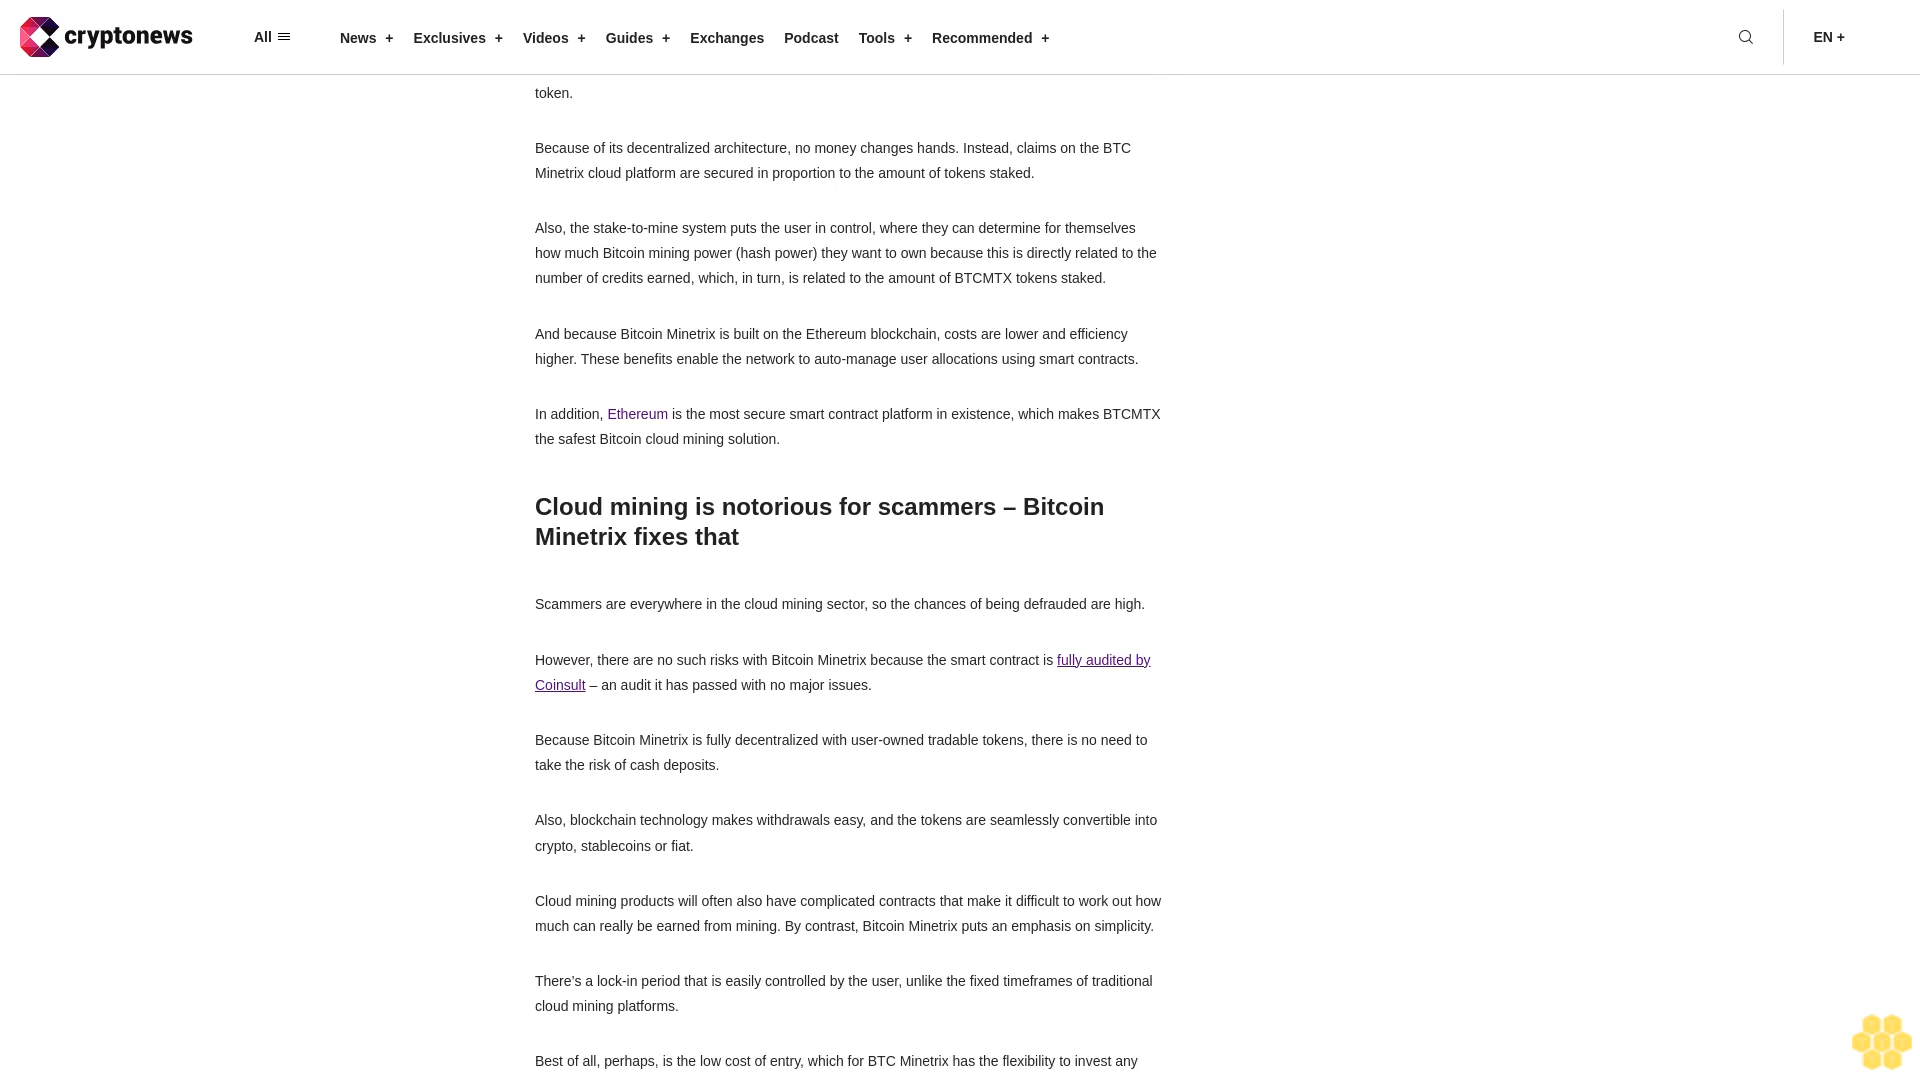 cryptonews
All
News +
Exclusives +
Videos +
Guides +
Exchanges
Podcast
Tools +
Recommended +
EN +
token.
Because of its decentralized architecture, no money changes hands. Instead, claims on the BTC
Minetrix cloud platform are secured in proportion to the amount of tokens staked.
Also, the stake-to-mine system puts the user in control, where they can determine for themselves
how much Bitcoin mining power (hash power) they want to own because this is directly related to the
number of credits earned, which, in turn, is related to the amount of BTCMTX tokens staked.
And because Bitcoin Minetrix is built on the Ethereum blockchain, costs are lower and efficiency
higher. These benefits enable the network to auto-manage user allocations using smart contracts.
In addition, Ethereum is the most secure smart contract platform in existence, which makes BTCMTX
the safest Bitcoin cloud mining solution.
Cloud mining is notorious for scammers – Bitcoin
Minetrix fixes that
Scammers are everywhere in the cloud mining sector, so the chances of being defrauded are high.
However, there are no such risks with Bitcoin Minetrix because the smart contract is fully audited by
Coinsult – an audit it has passed with no major issues.
Because Bitcoin Minetrix is fully decentralized with user-owned tradable tokens, there is no need to
take the risk of cash deposits.
Also, blockchain technology makes withdrawals easy, and the tokens are seamlessly convertible into
crypto, stablecoins or fiat.
Cloud mining products will often also have complicated contracts that make it difficult to work out how
much can really be earned from mining. By contrast, Bitcoin Minetrix puts an emphasis on simplicity.
There’s a lock-in period that is easily controlled by the user, unlike the fixed timeframes of traditional
cloud mining platforms.
Best of all, perhaps, is the low cost of entry, which for BTC Minetrix has the flexibility to invest any